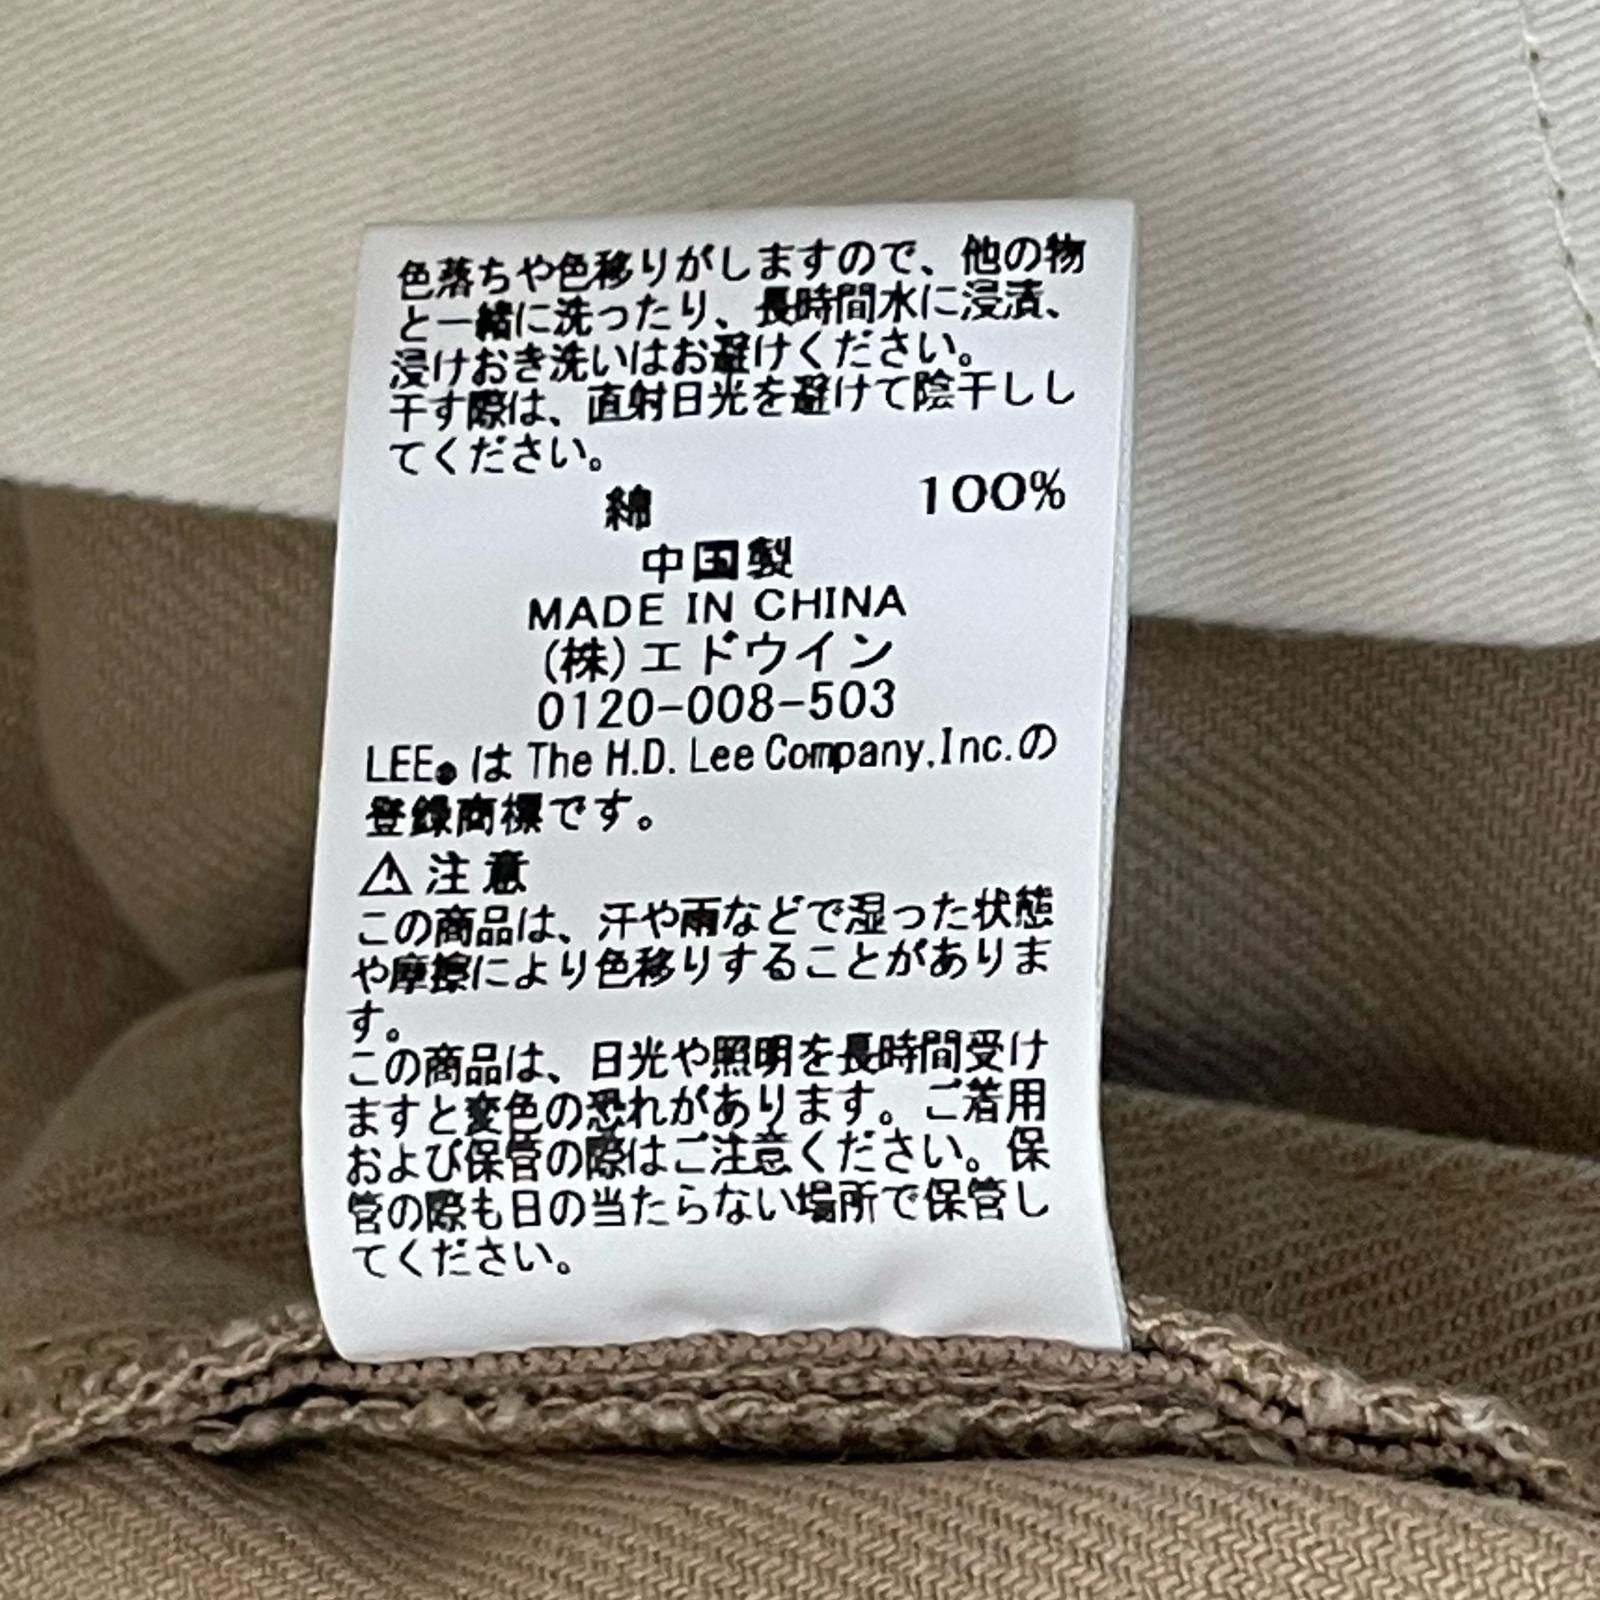 色落ちや色移りがしますので、他の物
と一緒に洗ったり、長時間水に浸漬、
浸けおき洗いはお避けください。
干す際は、直射日光を避けて陰干しし
てください。
綿 100%
中国製
MADE IN CHINA
(株)エドウイン
0120-008-503
LEE® は The H.D. Lee Company,Inc.の
登録商標です。
⚠注意
この商品は、汗や雨などで湿った状態
や摩擦により色移りすることがありま
す。
この商品は、日光や照明を長時間受け
ますと変色の恐れがあります。ご着用
および保管の際はご注意ください。保
管の際も日の当たらない場所で保管し
てください。